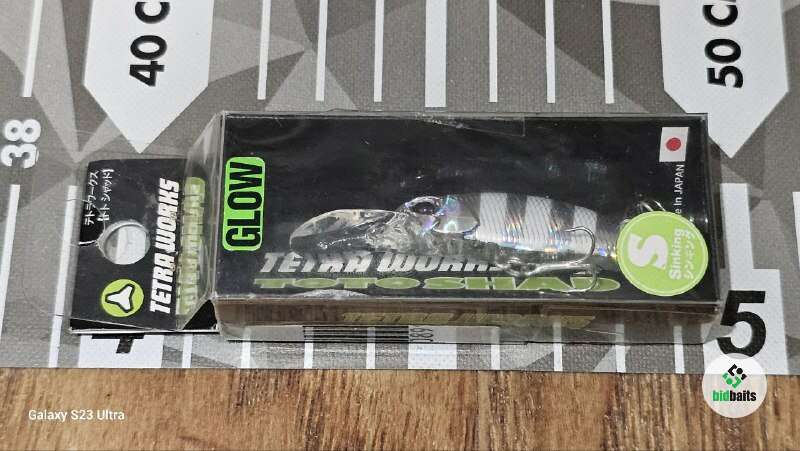 40 C
50 C
38
テトラワークス
【トトシャッド】
TETRA WORKS
GLOW
TETRA WORKS
TOTO SHAD
in JAPAN
S
Sinking
シンキング
5
bidbaits
Galaxy S23 Ultra